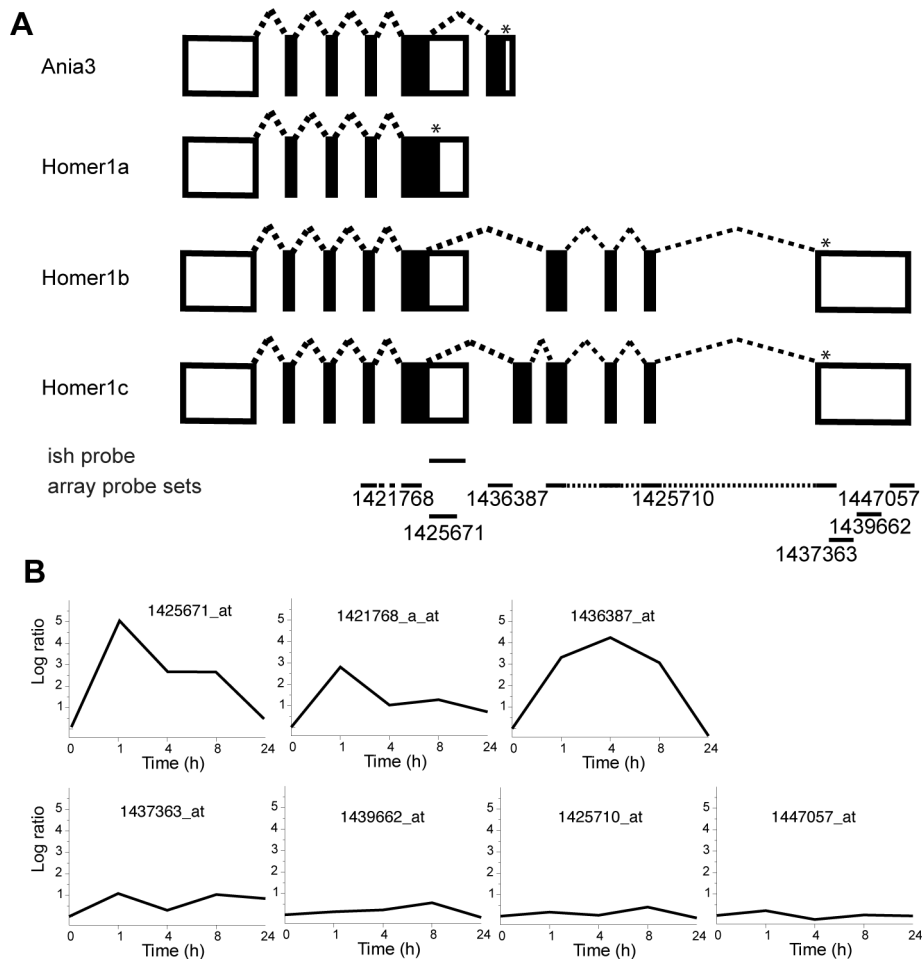 A
Ania3
*
Homer1a
*
Homer1b
*
Homer1c
*
ish probe
array probe sets
1421768
1436387
1425710
1447057
1425671
1439662
1437363
B
1425671_at
1421768_a_at
1436387_at
Log ratio
5
4
3
2
1
5
4
3
2
1
5
4
3
2
1
0 1 4 8 24
0 1 4 8 24
0 1 4 8 24
Time (h)
Time (h)
Time (h)
1437363_at
1439662_at
1425710_at
1447057_at
Log ratio
5
4
3
2
1
5
4
3
2
1
5
4
3
2
1
5
4
3
2
1
0 1 4 8 24
0 1 4 8 24
0 1 4 8 24
0 1 4 8 24
Time (h)
Time (h)
Time (h)
Time (h)